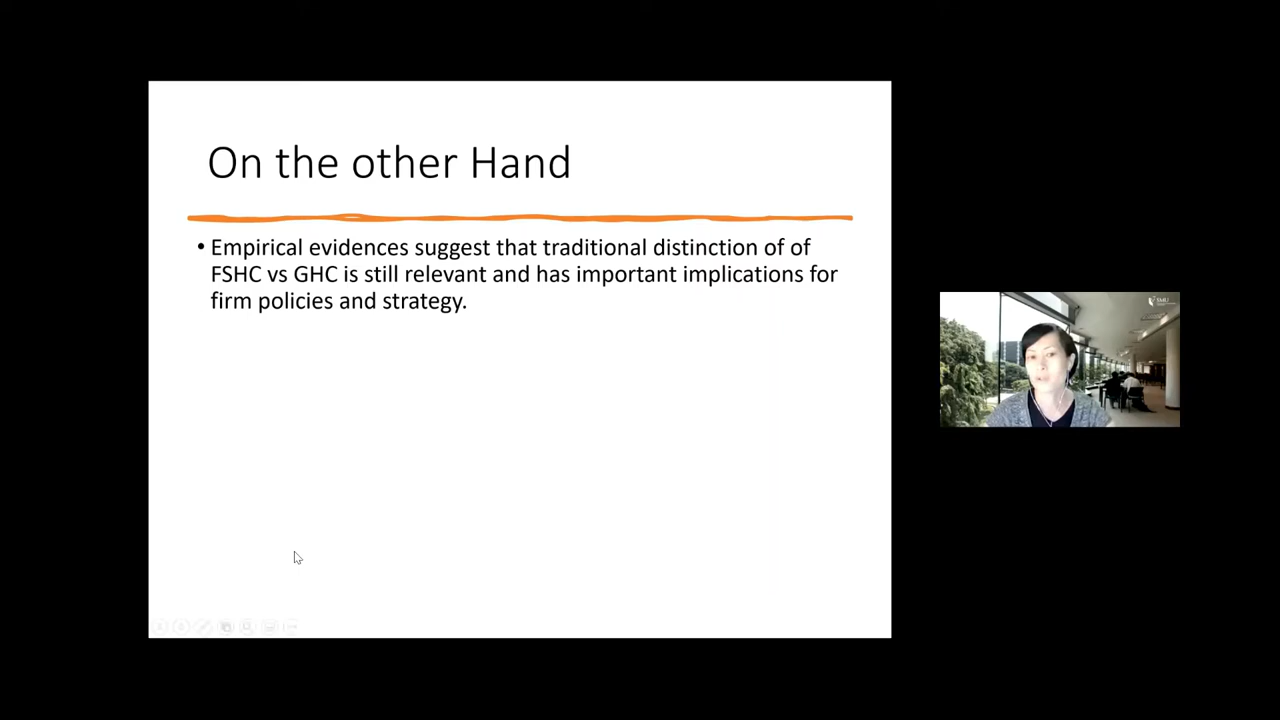 On the other Hand
• Empirical evidences suggest that traditional distinction of of
FSHC vs GHC is still relevant and has important implications for
firm policies and strategy.
SMU